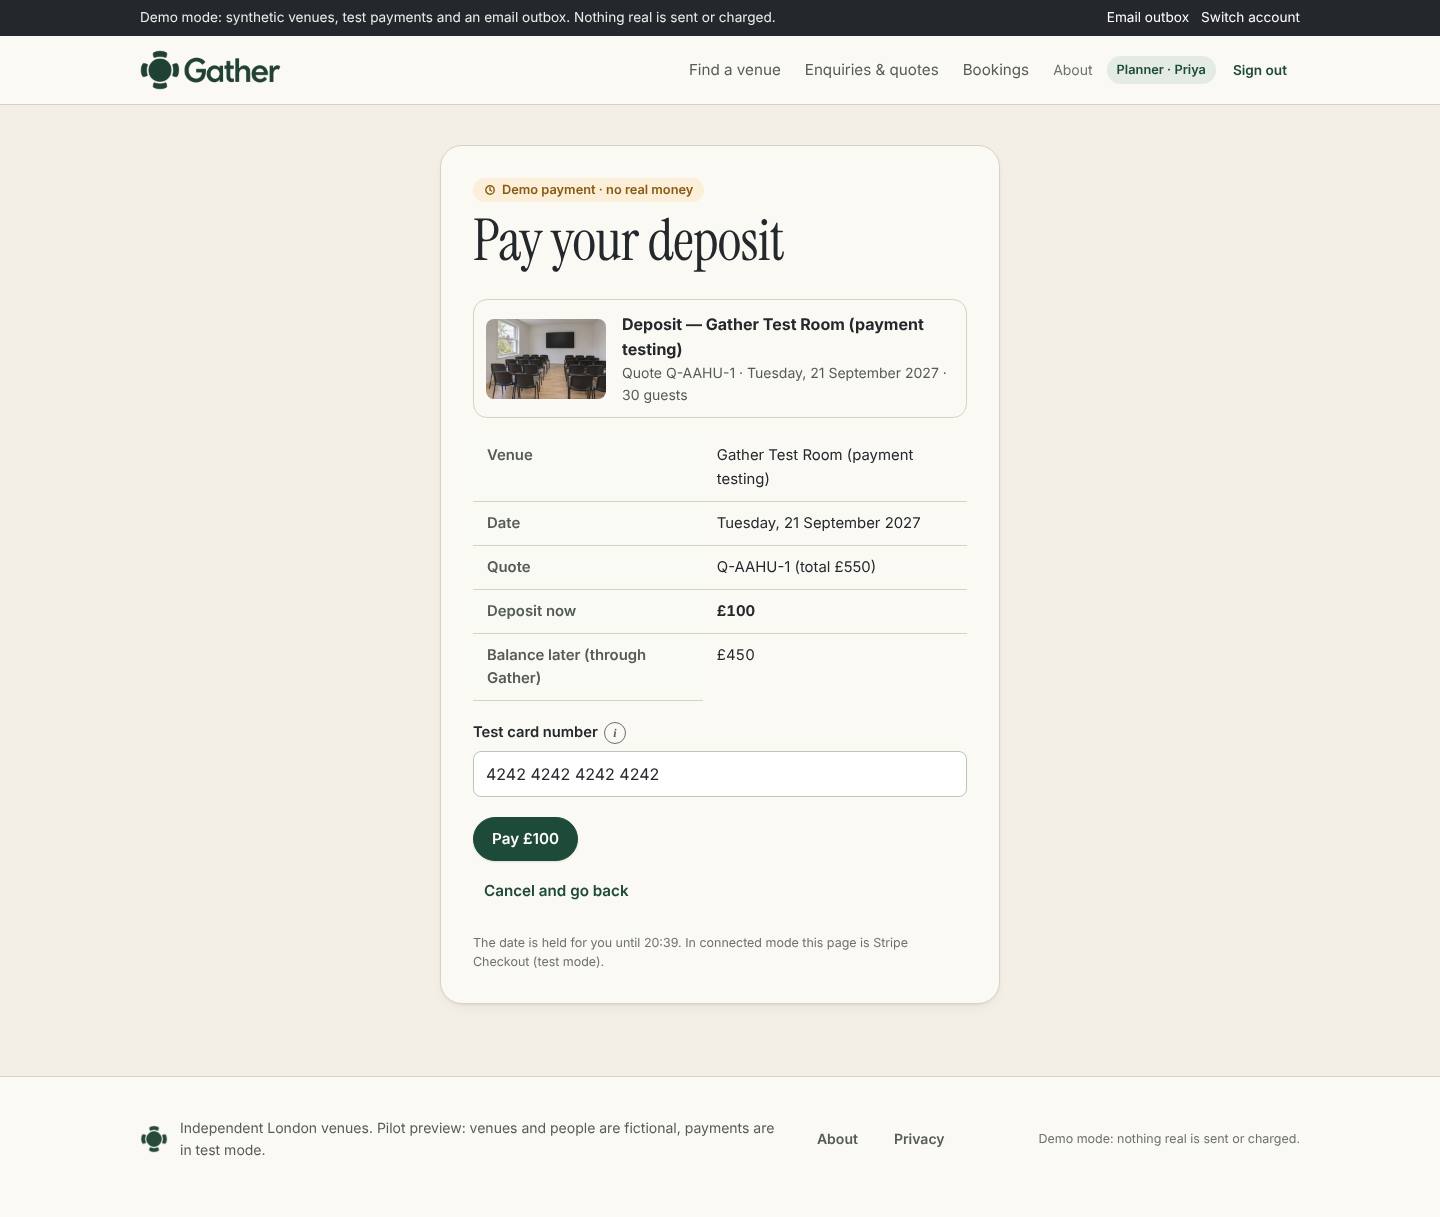 Demo mode: synthetic venues, test payments and an email outbox. Nothing real is sent or charged.
Email outbox Switch account
Gather
Find a venue Enquiries & quotes Bookings About Planner · Priya Sign out
Demo payment · no real money
Pay your deposit
Deposit — Gather Test Room (payment
testing)
Quote Q-AAHU-1 · Tuesday, 21 September 2027 ·
30 guests
Venue Gather Test Room (payment
testing)
Date Tuesday, 21 September 2027
Quote Q-AAHU-1 (total £550)
Deposit now £100
Balance later (through £450
Gather)
Test card number i
4242 4242 4242 4242
Pay £100
Cancel and go back
The date is held for you until 20:39. In connected mode this page is Stripe
Checkout (test mode).
Independent London venues. Pilot preview: venues and people are fictional, payments are
in test mode.
About Privacy
Demo mode: nothing real is sent or charged.